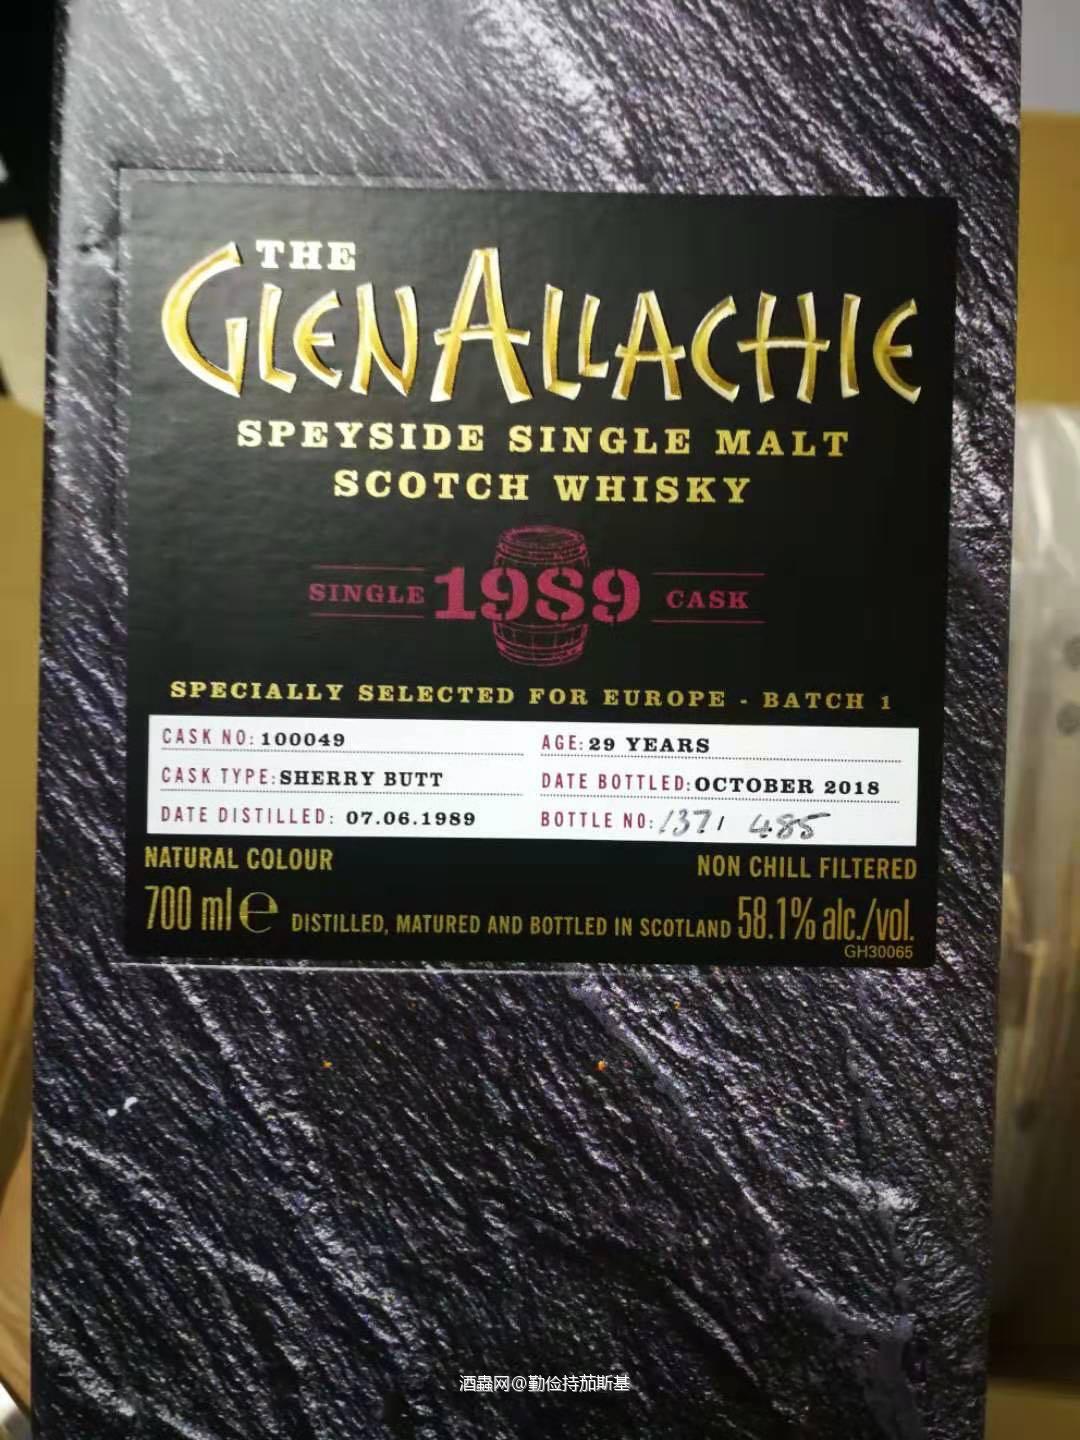 THE
GLENALLACHIE
SPEYSIDE SINGLE MALT
SCOTCH WHISKY
SINGLE 1989 CASK
SPECIALLY SELECTED FOR EUROPE - BATCH 1
CASK NO: 100049
AGE: 29 YEARS
CASK TYPE: SHERRY BUTT
DATE BOTTLED: OCTOBER 2018
DATE DISTILLED: 07.06.1989
BOTTLE NO: 137/ 485
NATURAL COLOUR
NON CHILL FILTERED
700 ml e DISTILLED, MATURED AND BOTTLED IN SCOTLAND 58.1% alc./vol.
GH30065
酒蟲网@勤俭持茄斯基